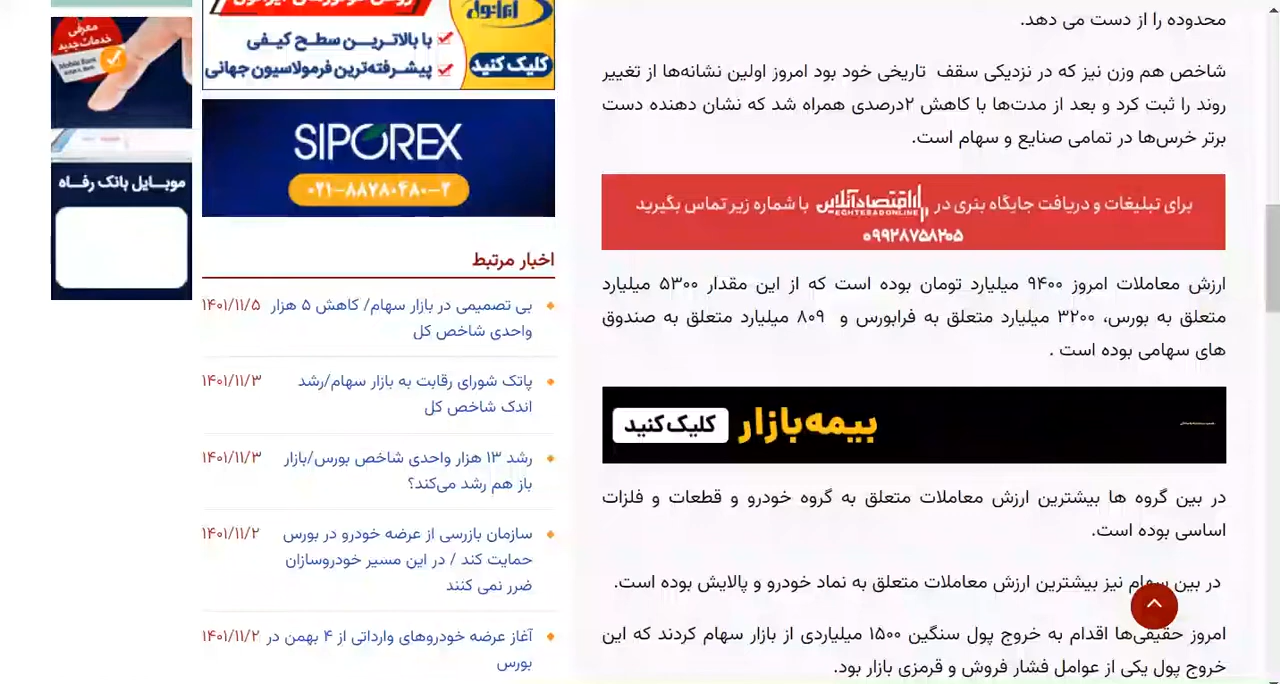 محدوده را از دست می دهد.
شاخص هم وزن نیز که در نزدیکی سقف تاریخی خود بود امروز اولین نشانه‌ها از تغییر
روند را ثبت کرد و بعد از مدت‌ها با کاهش ۲درصدی همراه شد که نشان دهنده دست
برتر خرس‌ها در تمامی صنایع و سهام است.
برای تبلیغات و دریافت جایگاه بنری در اقتصادآنلاین با شماره زیر تماس بگیرید
EGHTESADONLINE
۰۹۹۲۸۷۵۸۲۰۵
ارزش معاملات امروز ۹۴۰۰ میلیارد تومان بوده است که از این مقدار ۵۳۰۰ میلیارد
متعلق به بورس، ۳۲۰۰ میلیارد متعلق به فرابورس و ۸۰۹ میلیارد متعلق به صندوق
های سهامی بوده است .
بیمه‌بازار
کلیک کنید
در بین گروه ها بیشترین ارزش معاملات متعلق به گروه خودرو و قطعات و فلزات
اساسی بوده است.
در بین سهام نیز بیشترین ارزش معاملات متعلق به نماد خودرو و پالایش بوده است.
امروز حقیقی‌ها اقدام به خروج پول سنگین ۱۵۰۰ میلیاردی از بازار سهام کردند که این
خروج پول یکی از عوامل فشار فروش و قرمزی بازار بود.
ایرانول
با بالاترین سطح کیفی
پیشرفته‌ترین فرمولاسیون جهانی
کلیک کنید
SIPOREX
۰۲۱-۸۸۷۸۰۴۸۰-۲
اخبار مرتبط
بی تصمیمی در بازار سهام/ کاهش ۵ هزار ۱۴۰۱/۱۱/۵
واحدی شاخص کل
پاتک شورای رقابت به بازار سهام/رشد ۱۴۰۱/۱۱/۳
اندک شاخص کل
رشد ۱۳ هزار واحدی شاخص بورس/بازار ۱۴۰۱/۱۱/۳
باز هم رشد می‌کند؟
سازمان بازرسی از عرضه خودرو در بورس ۱۴۰۱/۱۱/۲
حمایت کند / در این مسیر خودروسازان
ضرر نمی کنند
آغاز عرضه خودروهای وارداتی از ۴ بهمن در ۱۴۰۱/۱۱/۲
بورس
معرفی
خدمات جدید
Mobile Bank
موبـایل بانک رفـاه